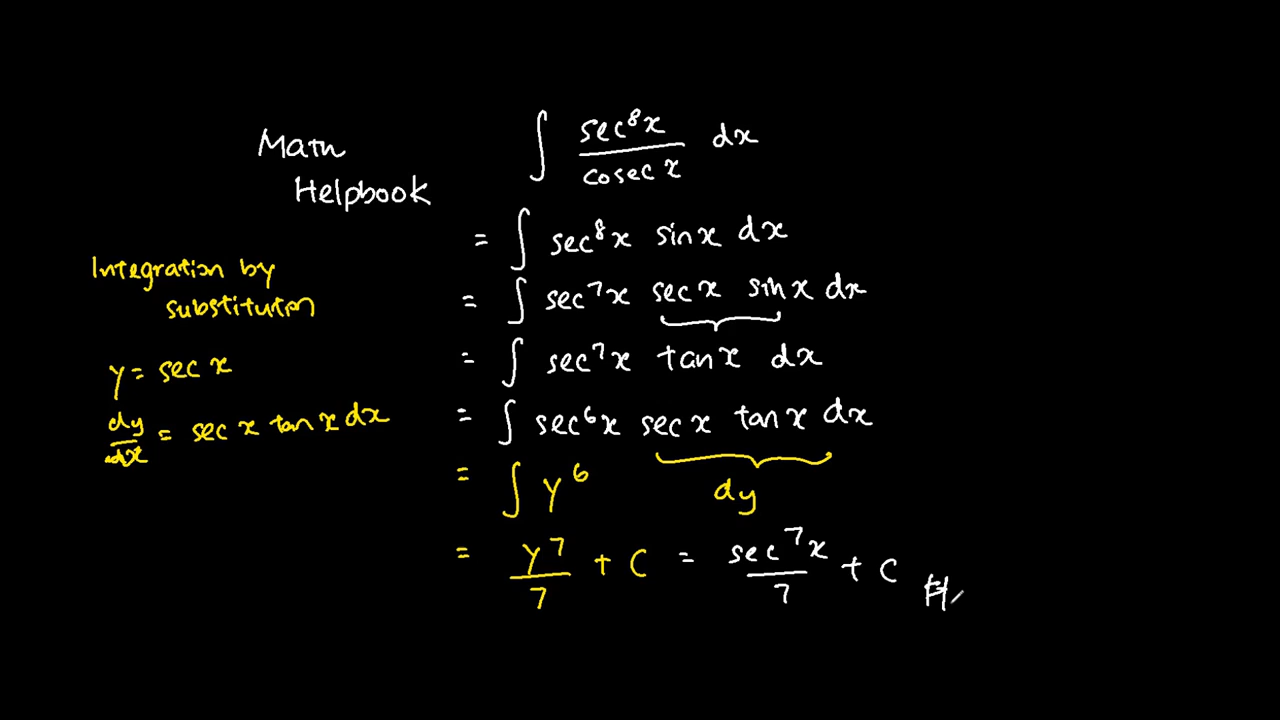 Math
Helpbook
∫ sec⁸x / cosec x dx
= ∫ sec⁸x sinx dx
= ∫ sec⁷x secx sinx dx
= ∫ sec⁷x tanx dx
= ∫ sec⁶x secx tanx dx
= ∫ y⁶ dy
= y⁷/7 + C = sec⁷x/7 + C
Integration by
substitution
y = sec x
dy/dx = sec x tan x dx